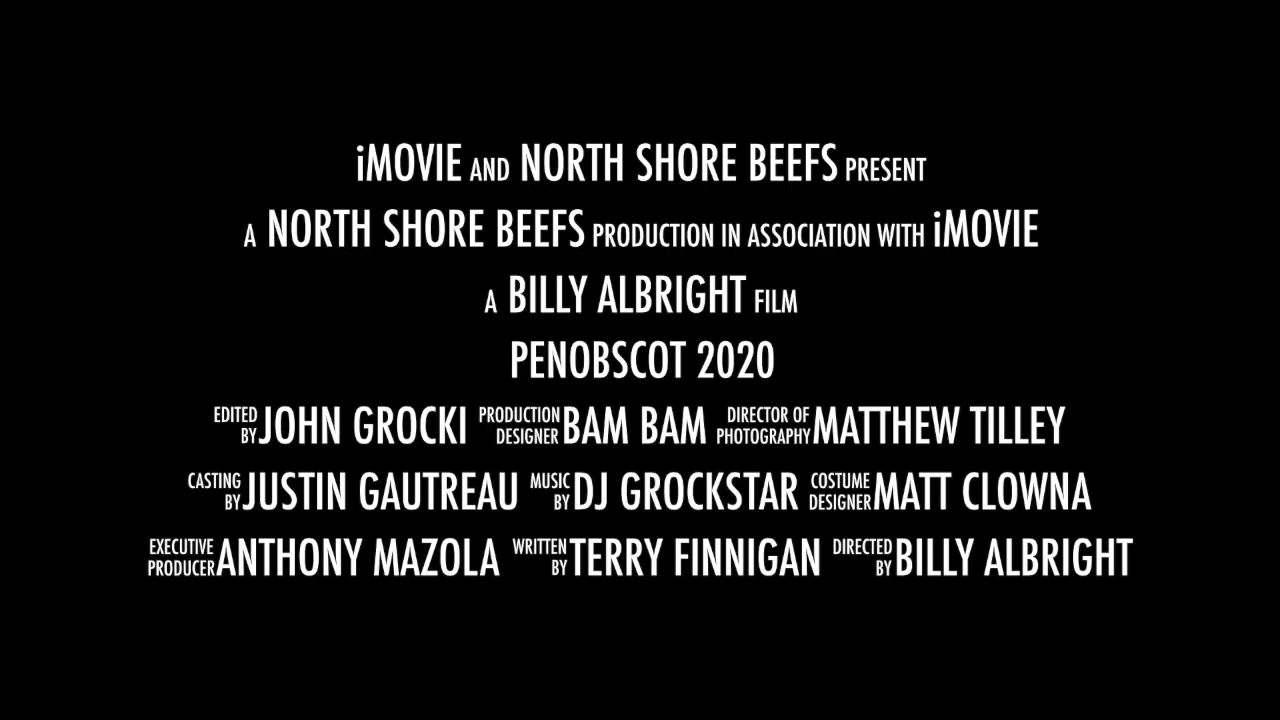 iMOVIE AND NORTH SHORE BEEFS PRESENT
A NORTH SHORE BEEFS PRODUCTION IN ASSOCIATION WITH iMOVIE
A BILLY ALBRIGHT FILM
PENOBSCOT 2020
EDITED BY JOHN GROCKI PRODUCTION DESIGNER BAM BAM DIRECTOR OF PHOTOGRAPHY MATTHEW TILLEY
CASTING BY JUSTIN GAUTREAU MUSIC BY DJ GROCKSTAR COSTUME DESIGNER MATT CLOWNA
EXECUTIVE PRODUCER ANTHONY MAZOLA WRITTEN BY TERRY FINNIGAN DIRECTED BY BILLY ALBRIGHT